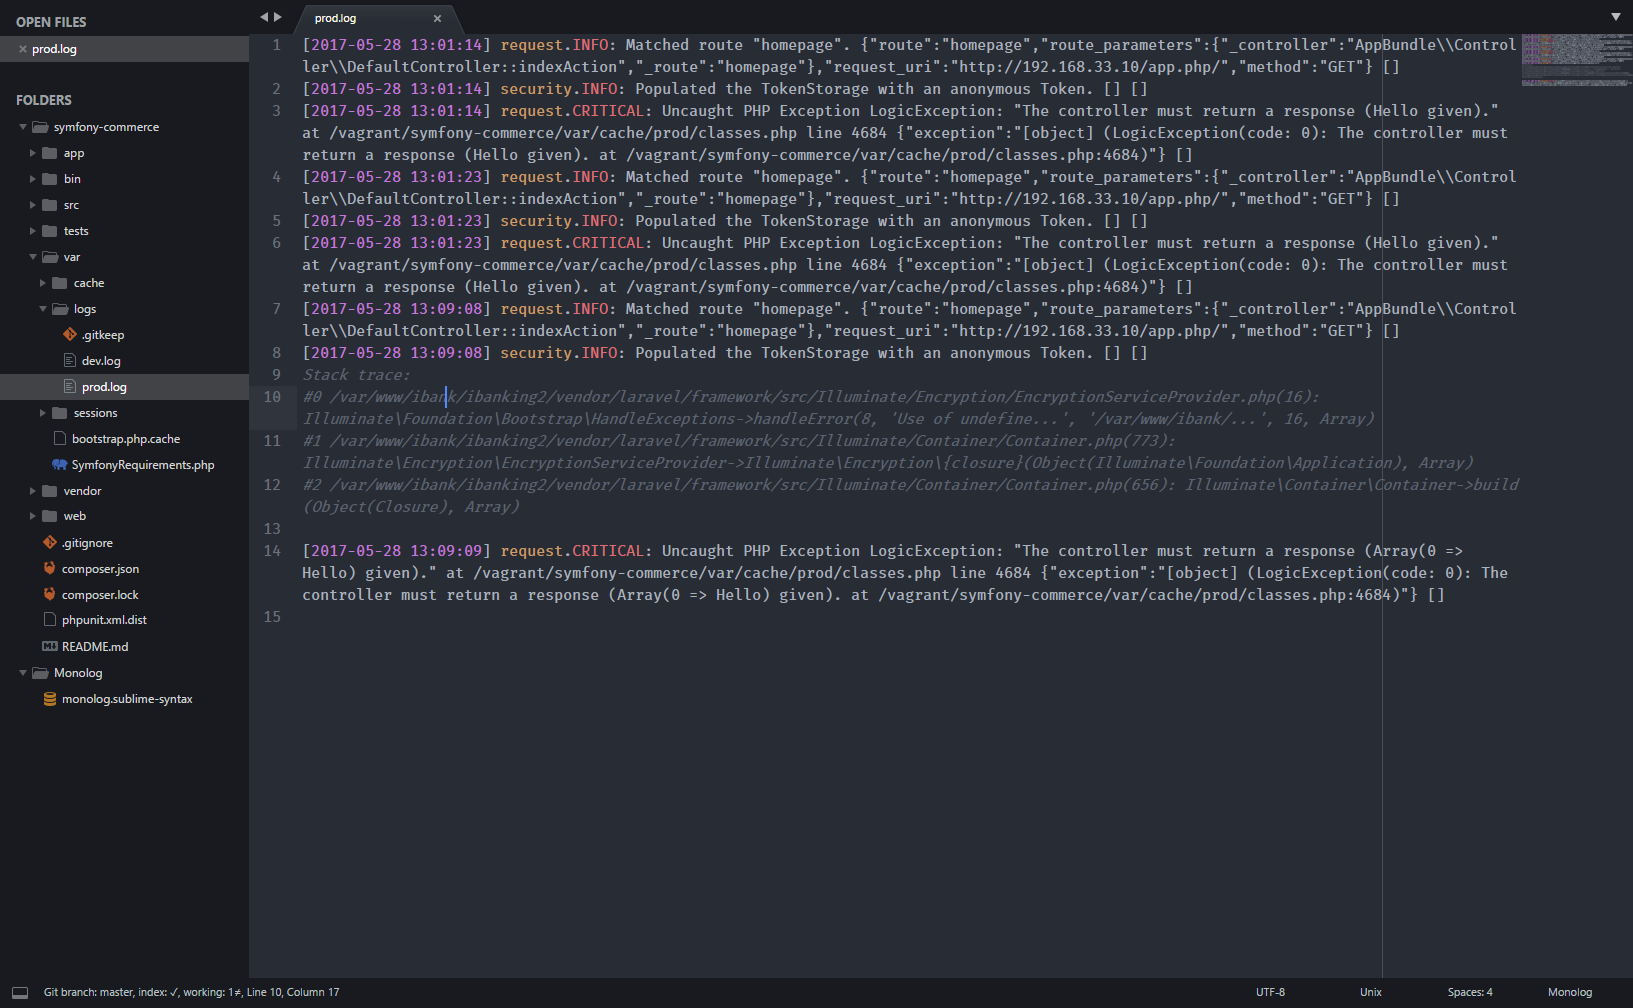 OPEN FILES
prod.log
FOLDERS
symfony-commerce
app
bin
src
tests
var
cache
logs
.gitkeep
dev.log
prod.log
sessions
bootstrap.php.cache
SymfonyRequirements.php
vendor
web
.gitignore
composer.json
composer.lock
phpunit.xml.dist
README.md
Monolog
monolog.sublime-syntax
prod.log
1 [2017-05-28 13:01:14] request.INFO: Matched route "homepage". {"route":"homepage","route_parameters":{"_controller":"AppBundle\\Control
ler\\DefaultController::indexAction","_route":"homepage"},"request_uri":"http://192.168.33.10/app.php/","method":"GET"} []
2 [2017-05-28 13:01:14] security.INFO: Populated the TokenStorage with an anonymous Token. [] []
3 [2017-05-28 13:01:14] request.CRITICAL: Uncaught PHP Exception LogicException: "The controller must return a response (Hello given)."
at /vagrant/symfony-commerce/var/cache/prod/classes.php line 4684 {"exception":"[object] (LogicException(code: 0): The controller must
return a response (Hello given). at /vagrant/symfony-commerce/var/cache/prod/classes.php:4684)"} []
4 [2017-05-28 13:01:23] request.INFO: Matched route "homepage". {"route":"homepage","route_parameters":{"_controller":"AppBundle\\Control
ler\\DefaultController::indexAction","_route":"homepage"},"request_uri":"http://192.168.33.10/app.php/","method":"GET"} []
5 [2017-05-28 13:01:23] security.INFO: Populated the TokenStorage with an anonymous Token. [] []
6 [2017-05-28 13:01:23] request.CRITICAL: Uncaught PHP Exception LogicException: "The controller must return a response (Hello given)."
at /vagrant/symfony-commerce/var/cache/prod/classes.php line 4684 {"exception":"[object] (LogicException(code: 0): The controller must
return a response (Hello given). at /vagrant/symfony-commerce/var/cache/prod/classes.php:4684)"} []
7 [2017-05-28 13:09:08] request.INFO: Matched route "homepage". {"route":"homepage","route_parameters":{"_controller":"AppBundle\\Control
ler\\DefaultController::indexAction","_route":"homepage"},"request_uri":"http://192.168.33.10/app.php/","method":"GET"} []
8 [2017-05-28 13:09:08] security.INFO: Populated the TokenStorage with an anonymous Token. [] []
9 Stack trace:
10 #0 /var/www/ibank/ibanking2/vendor/laravel/framework/src/Illuminate/Encryption/EncryptionServiceProvider.php(16):
Illuminate\Foundation\Bootstrap\HandleExceptions->handleError(8, 'Use of undefine...', '/var/www/ibank/...', 16, Array)
11 #1 /var/www/ibank/ibanking2/vendor/laravel/framework/src/Illuminate/Container/Container.php(773):
Illuminate\Encryption\EncryptionServiceProvider->Illuminate\Encryption\{closure}(Object(Illuminate\Foundation\Application), Array)
12 #2 /var/www/ibank/ibanking2/vendor/laravel/framework/src/Illuminate/Container/Container.php(656): Illuminate\Container\Container->build
(Object(Closure), Array)
13
14 [2017-05-28 13:09:09] request.CRITICAL: Uncaught PHP Exception LogicException: "The controller must return a response (Array(0 =>
Hello) given)." at /vagrant/symfony-commerce/var/cache/prod/classes.php line 4684 {"exception":"[object] (LogicException(code: 0): The
controller must return a response (Array(0 => Hello) given). at /vagrant/symfony-commerce/var/cache/prod/classes.php:4684)"} []
15
Git branch: master, index: ✓, working: 1≠, Line 10, Column 17
UTF-8
Unix
Spaces: 4
Monolog